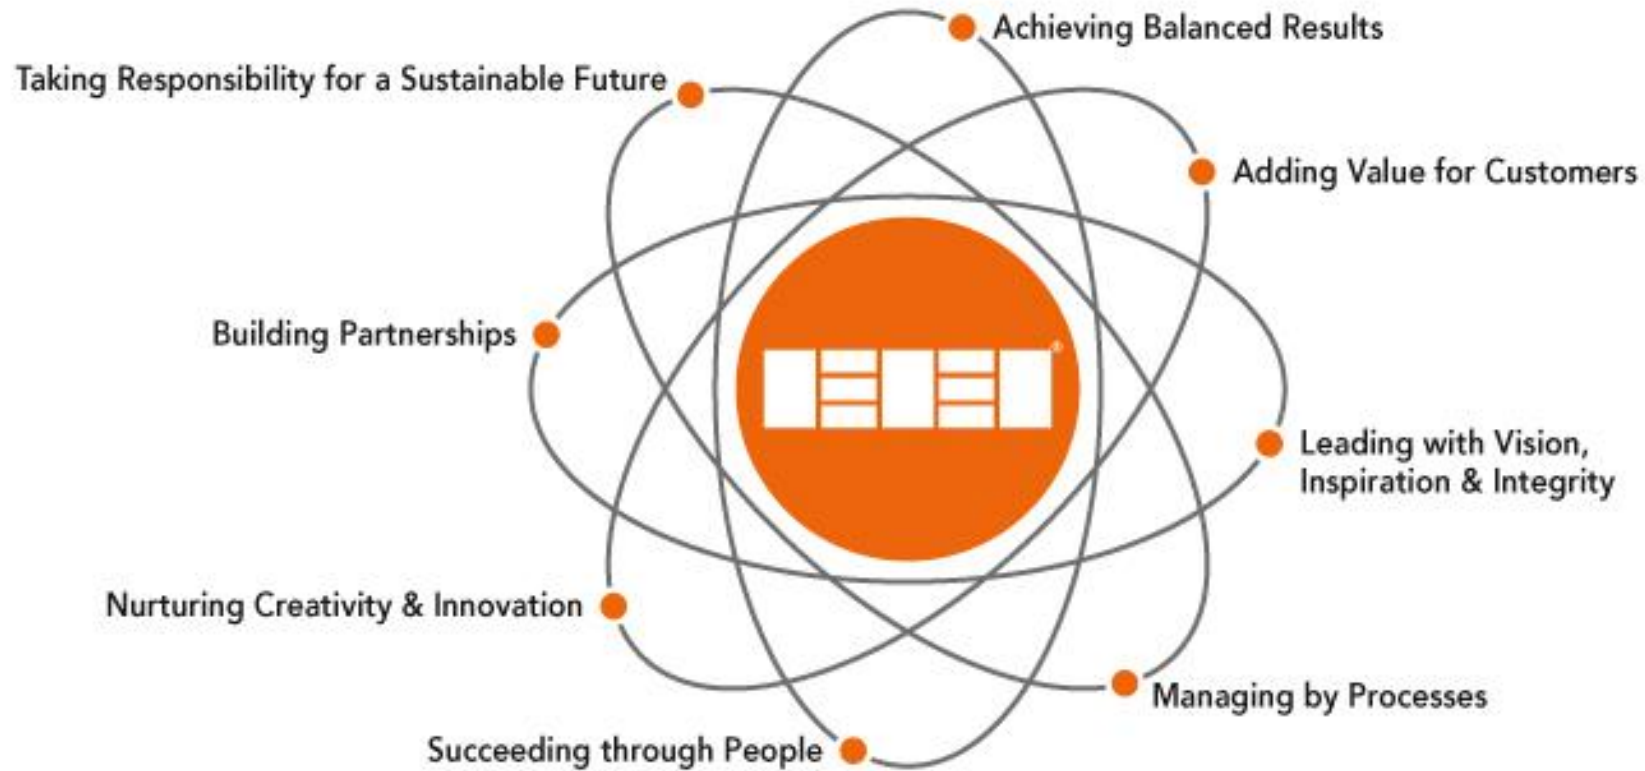 Achieving Balanced Results
Taking Responsibility for a Sustainable Future
Adding Value for Customers
Building Partnerships
®
Leading with Vision,
Inspiration & Integrity
Nurturing Creativity & Innovation
Managing by Processes
Succeeding through People